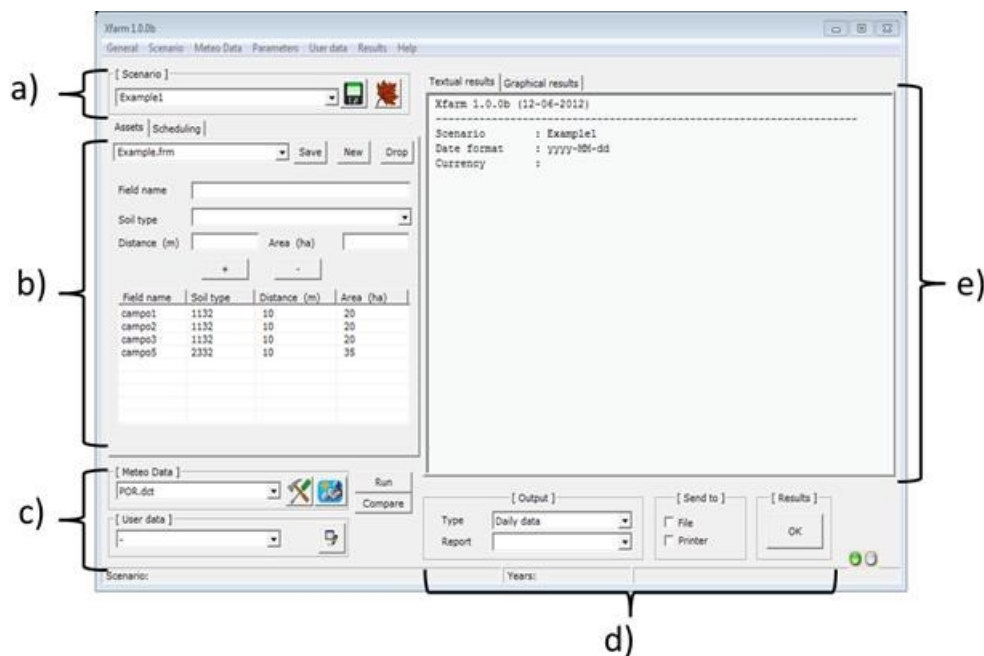 Xfarm 1.0.0b
General Scenario Meteo Data Parameters User data Results Help
a)
[ Scenario ]
Example1
Assets Scheduling
b)
Example.frm Save New Drop
Field name
Soil type
Distance (m) Area (ha)
+ -
Field name Soil type Distance (m) Area (ha)
campo1 1132 10 20
campo2 1132 10 20
campo3 1132 10 20
campo5 2332 10 35
c)
[ Meteo Data ]
POR.dct
Run
Compare
[ User data ]
-
Textual results Graphical results
e)
Xfarm 1.0.0b (12-06-2012)
--------------------------------------------------------------------------------
Scenario : Example1
Date format : yyyy-MM-dd
Currency :
[ Output ]
Type Daily data
Report
[ Send to ]
File
Printer
[ Results ]
OK
Scenario: Years:
d)